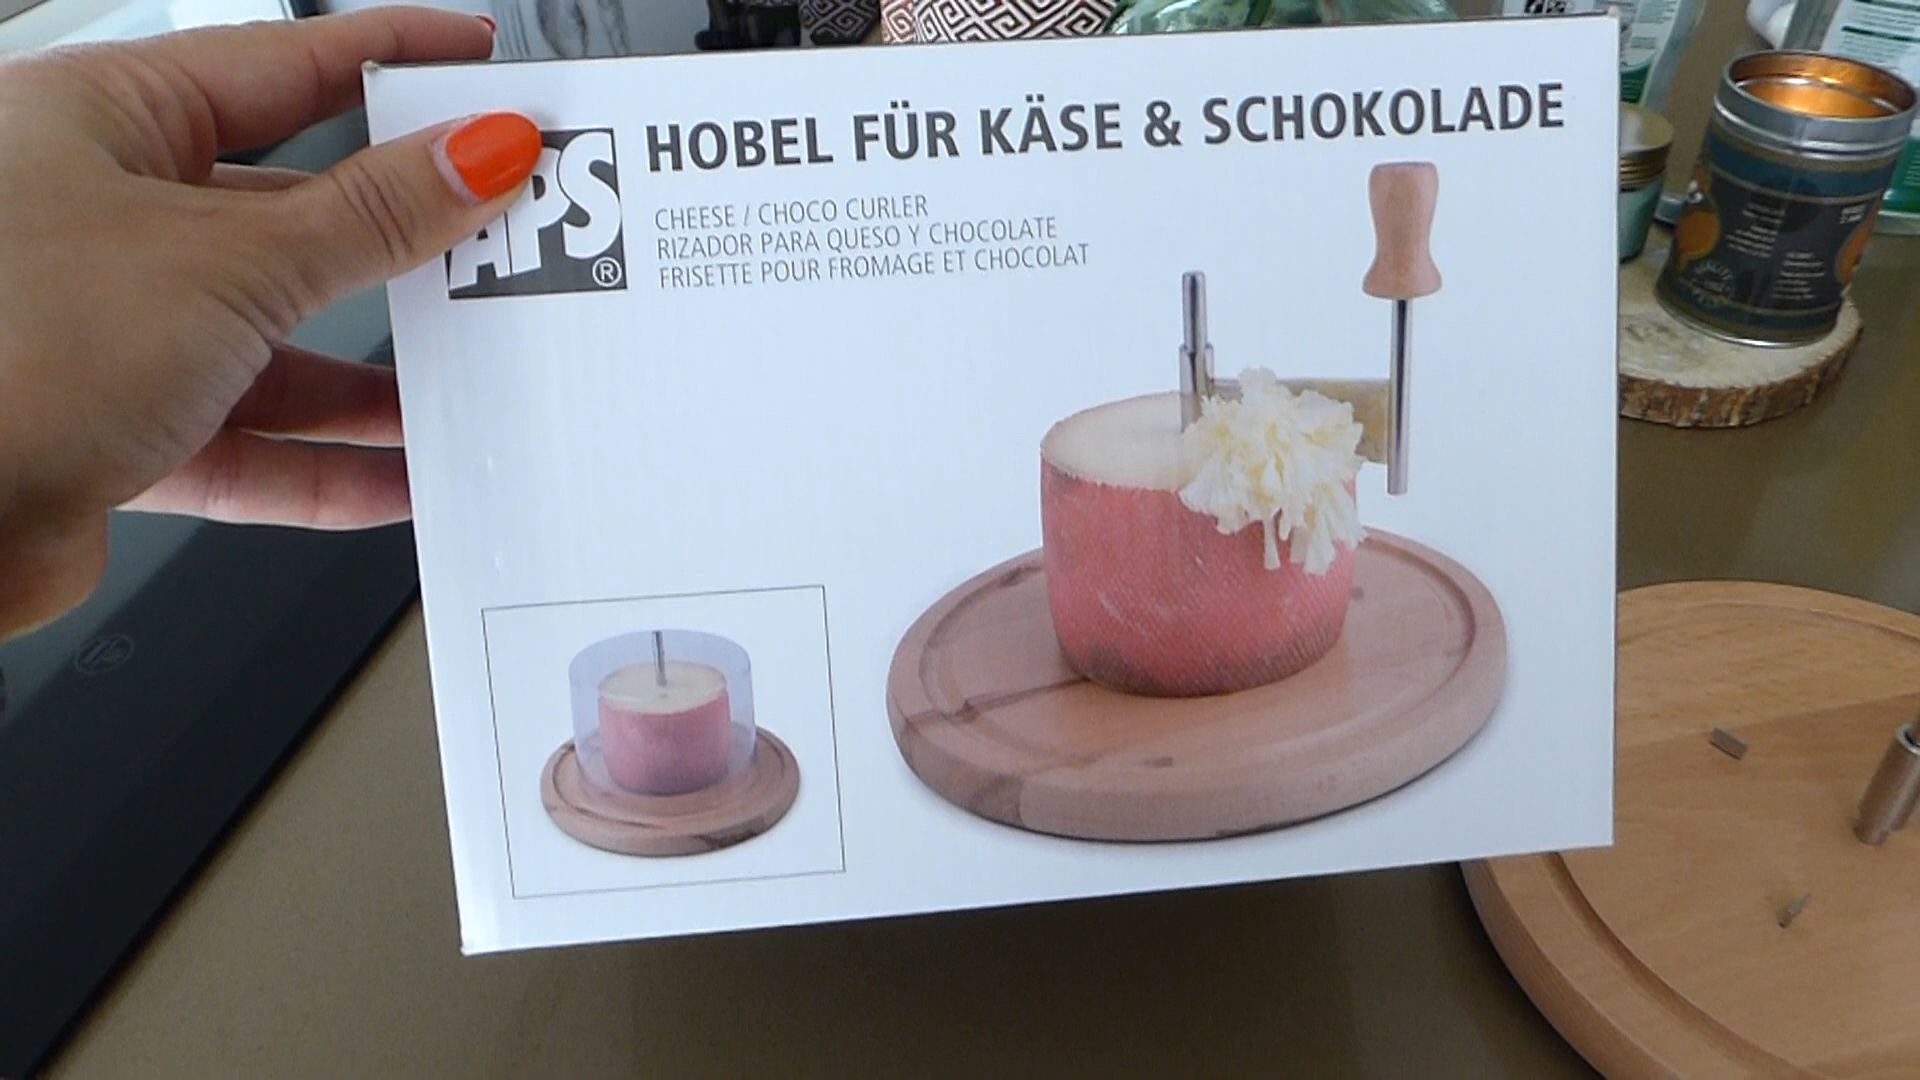 APS
®
HOBEL FÜR KÄSE & SCHOKOLADE
CHEESE / CHOCO CURLER
RIZADOR PARA QUESO Y CHOCOLATE
FRISETTE POUR FROMAGE ET CHOCOLAT